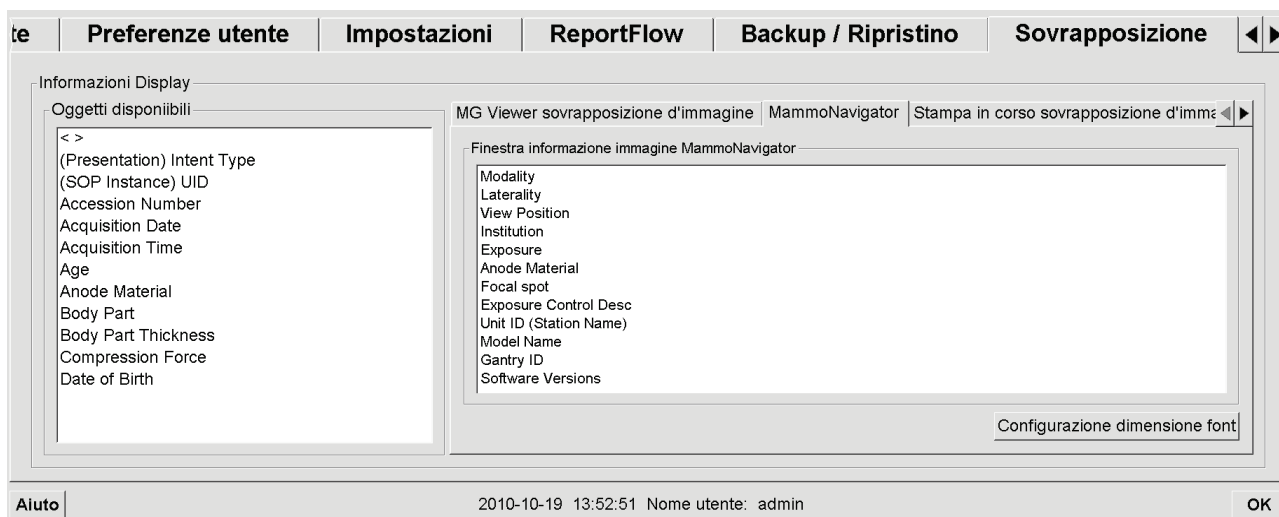 te Preferenze utente Impostazioni ReportFlow Backup / Ripristino Sovrapposizione
Informazioni Display
Oggetti disponiibili
< >
(Presentation) Intent Type
(SOP Instance) UID
Accession Number
Acquisition Date
Acquisition Time
Age
Anode Material
Body Part
Body Part Thickness
Compression Force
Date of Birth
MG Viewer sovrapposizione d'immagine MammoNavigator Stampa in corso sovrapposizione d'imma
Finestra informazione immagine MammoNavigator
Modality
Laterality
View Position
Institution
Exposure
Anode Material
Focal spot
Exposure Control Desc
Unit ID (Station Name)
Model Name
Gantry ID
Software Versions
Configurazione dimensione font
Aiuto 2010-10-19 13:52:51 Nome utente: admin OK